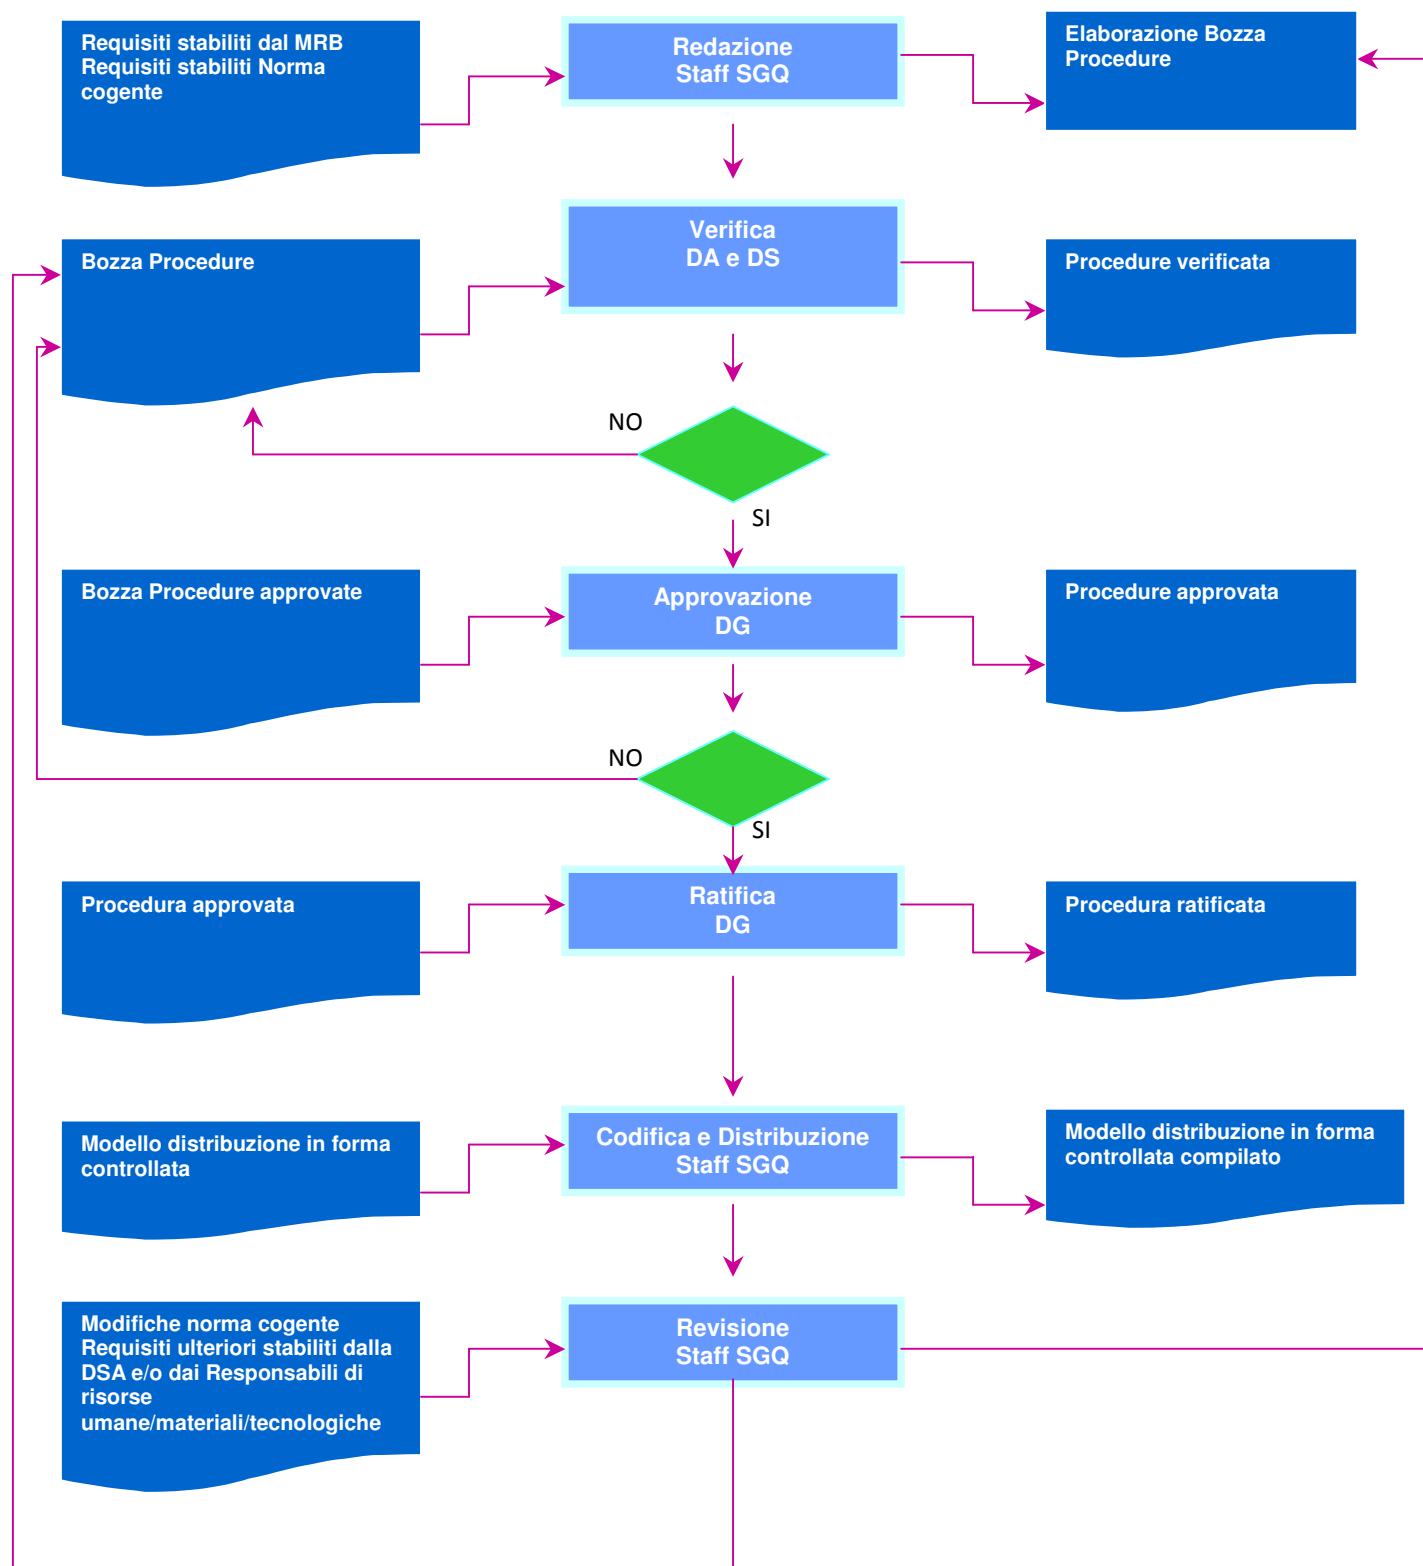 Requisiti stabiliti dal MRB
Requisiti stabiliti Norma
cogente
Redazione
Staff SGQ
Elaborazione Bozza
Procedure
Bozza Procedure
Verifica
DA e DS
Procedure verificata
NO
SI
Bozza Procedure approvate
Approvazione
DG
Procedure approvata
NO
SI
Procedura approvata
Ratifica
DG
Procedura ratificata
Modello distribuzione in forma
controllata
Codifica e Distribuzione
Staff SGQ
Modello distribuzione in forma
controllata compilato
Modifiche norma cogente
Requisiti ulteriori stabiliti dalla
DSA e/o dai Responsabili di
risorse
umane/materiali/tecnologiche
Revisione
Staff SGQ